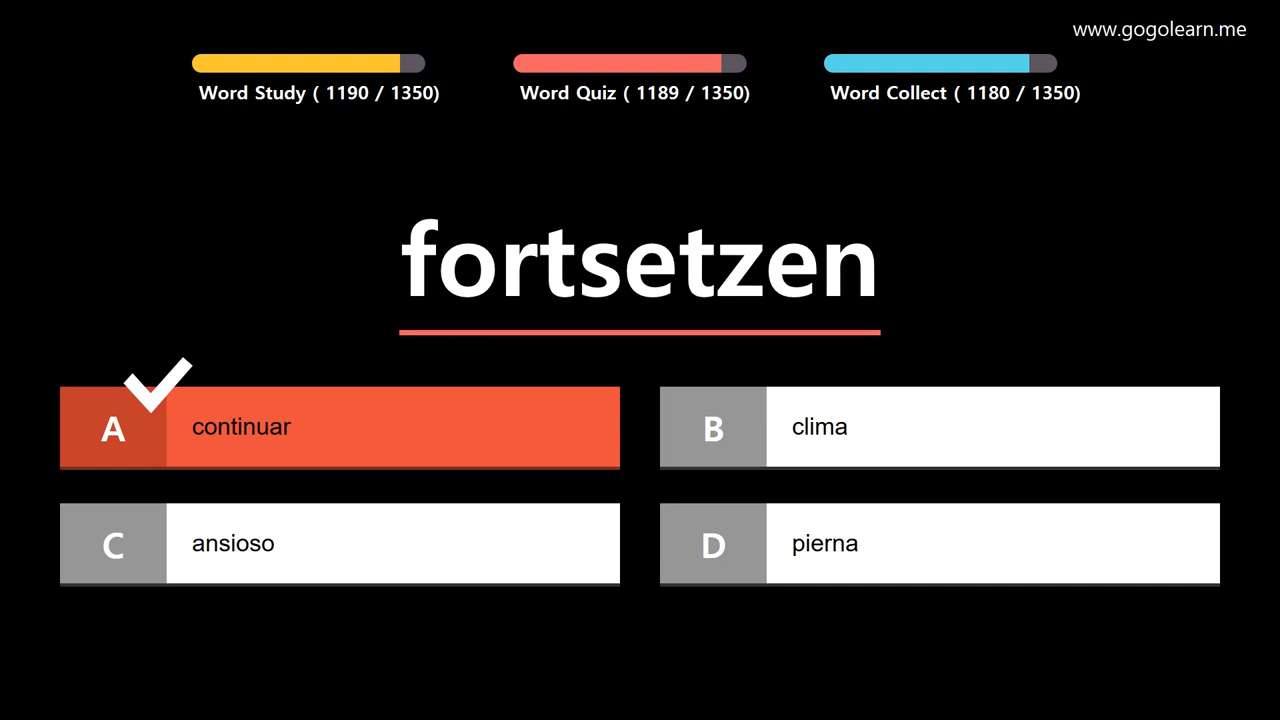 www.gogolearn.me
Word Study ( 1190 / 1350)
Word Quiz ( 1189 / 1350)
Word Collect ( 1180 / 1350)
fortsetzen
A continuar
B clima
C ansioso
D pierna